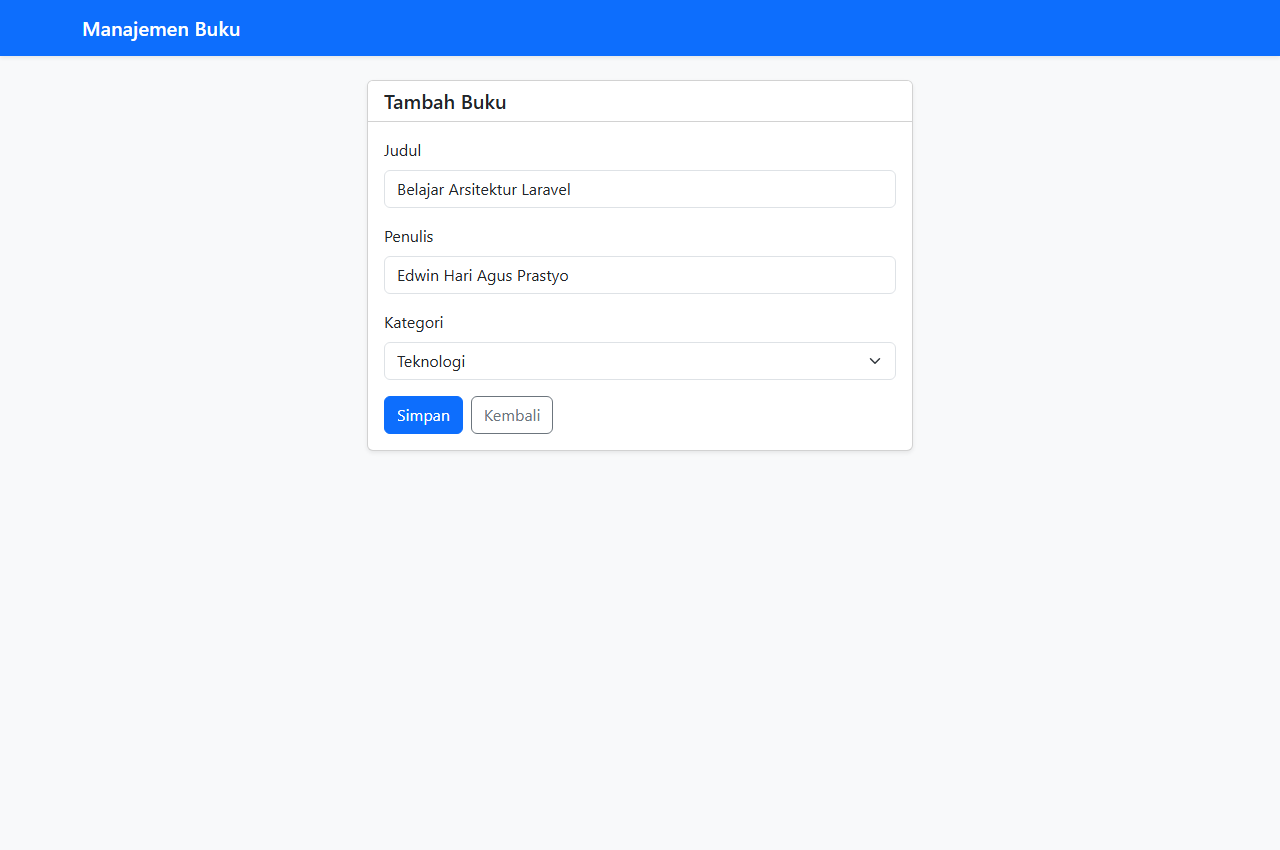 Manajemen Buku
Tambah Buku
Judul
Belajar Arsitektur Laravel
Penulis
Edwin Hari Agus Prastyo
Kategori
Teknologi
Simpan Kembali